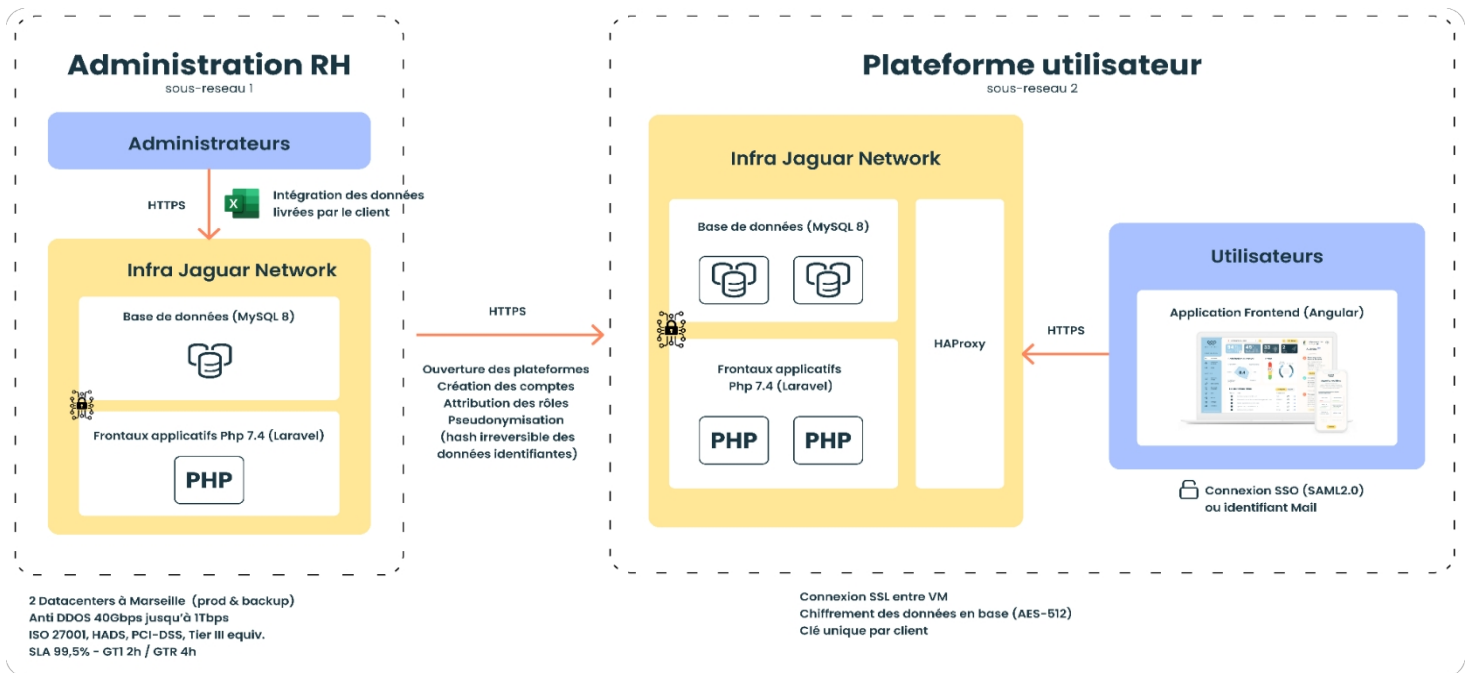 Administration RH
sous-reseau 1
Administrateurs
HTTPS
Intégration des données
livrées par le client
Infra Jaguar Network
Base de données (MySQL 8)
Frontaux applicatifs Php 7.4 (Laravel)
PHP
2 Datacenters à Marseille (prod & backup)
Anti DDOS 40Gbps jusqu'à 1Tbps
ISO 27001, HADS, PCI-DSS, Tier III equiv.
SLA 99,5% - GT1 2h / GTR 4h
HTTPS
Ouverture des plateformes
Création des comptes
Attribution des rôles
Pseudonymisation
(hash irreversible des
données identifiantes)
Plateforme utilisateur
sous-reseau 2
Infra Jaguar Network
Base de données (MySQL 8)
Frontaux applicatifs
Php 7.4 (Laravel)
PHP
PHP
HAProxy
HTTPS
Utilisateurs
Application Frontend (Angular)
Connexion SSO (SAML2.0)
ou identifiant Mail
Connexion SSL entre VM
Chiffrement des données en base (AES-512)
Clé unique par client